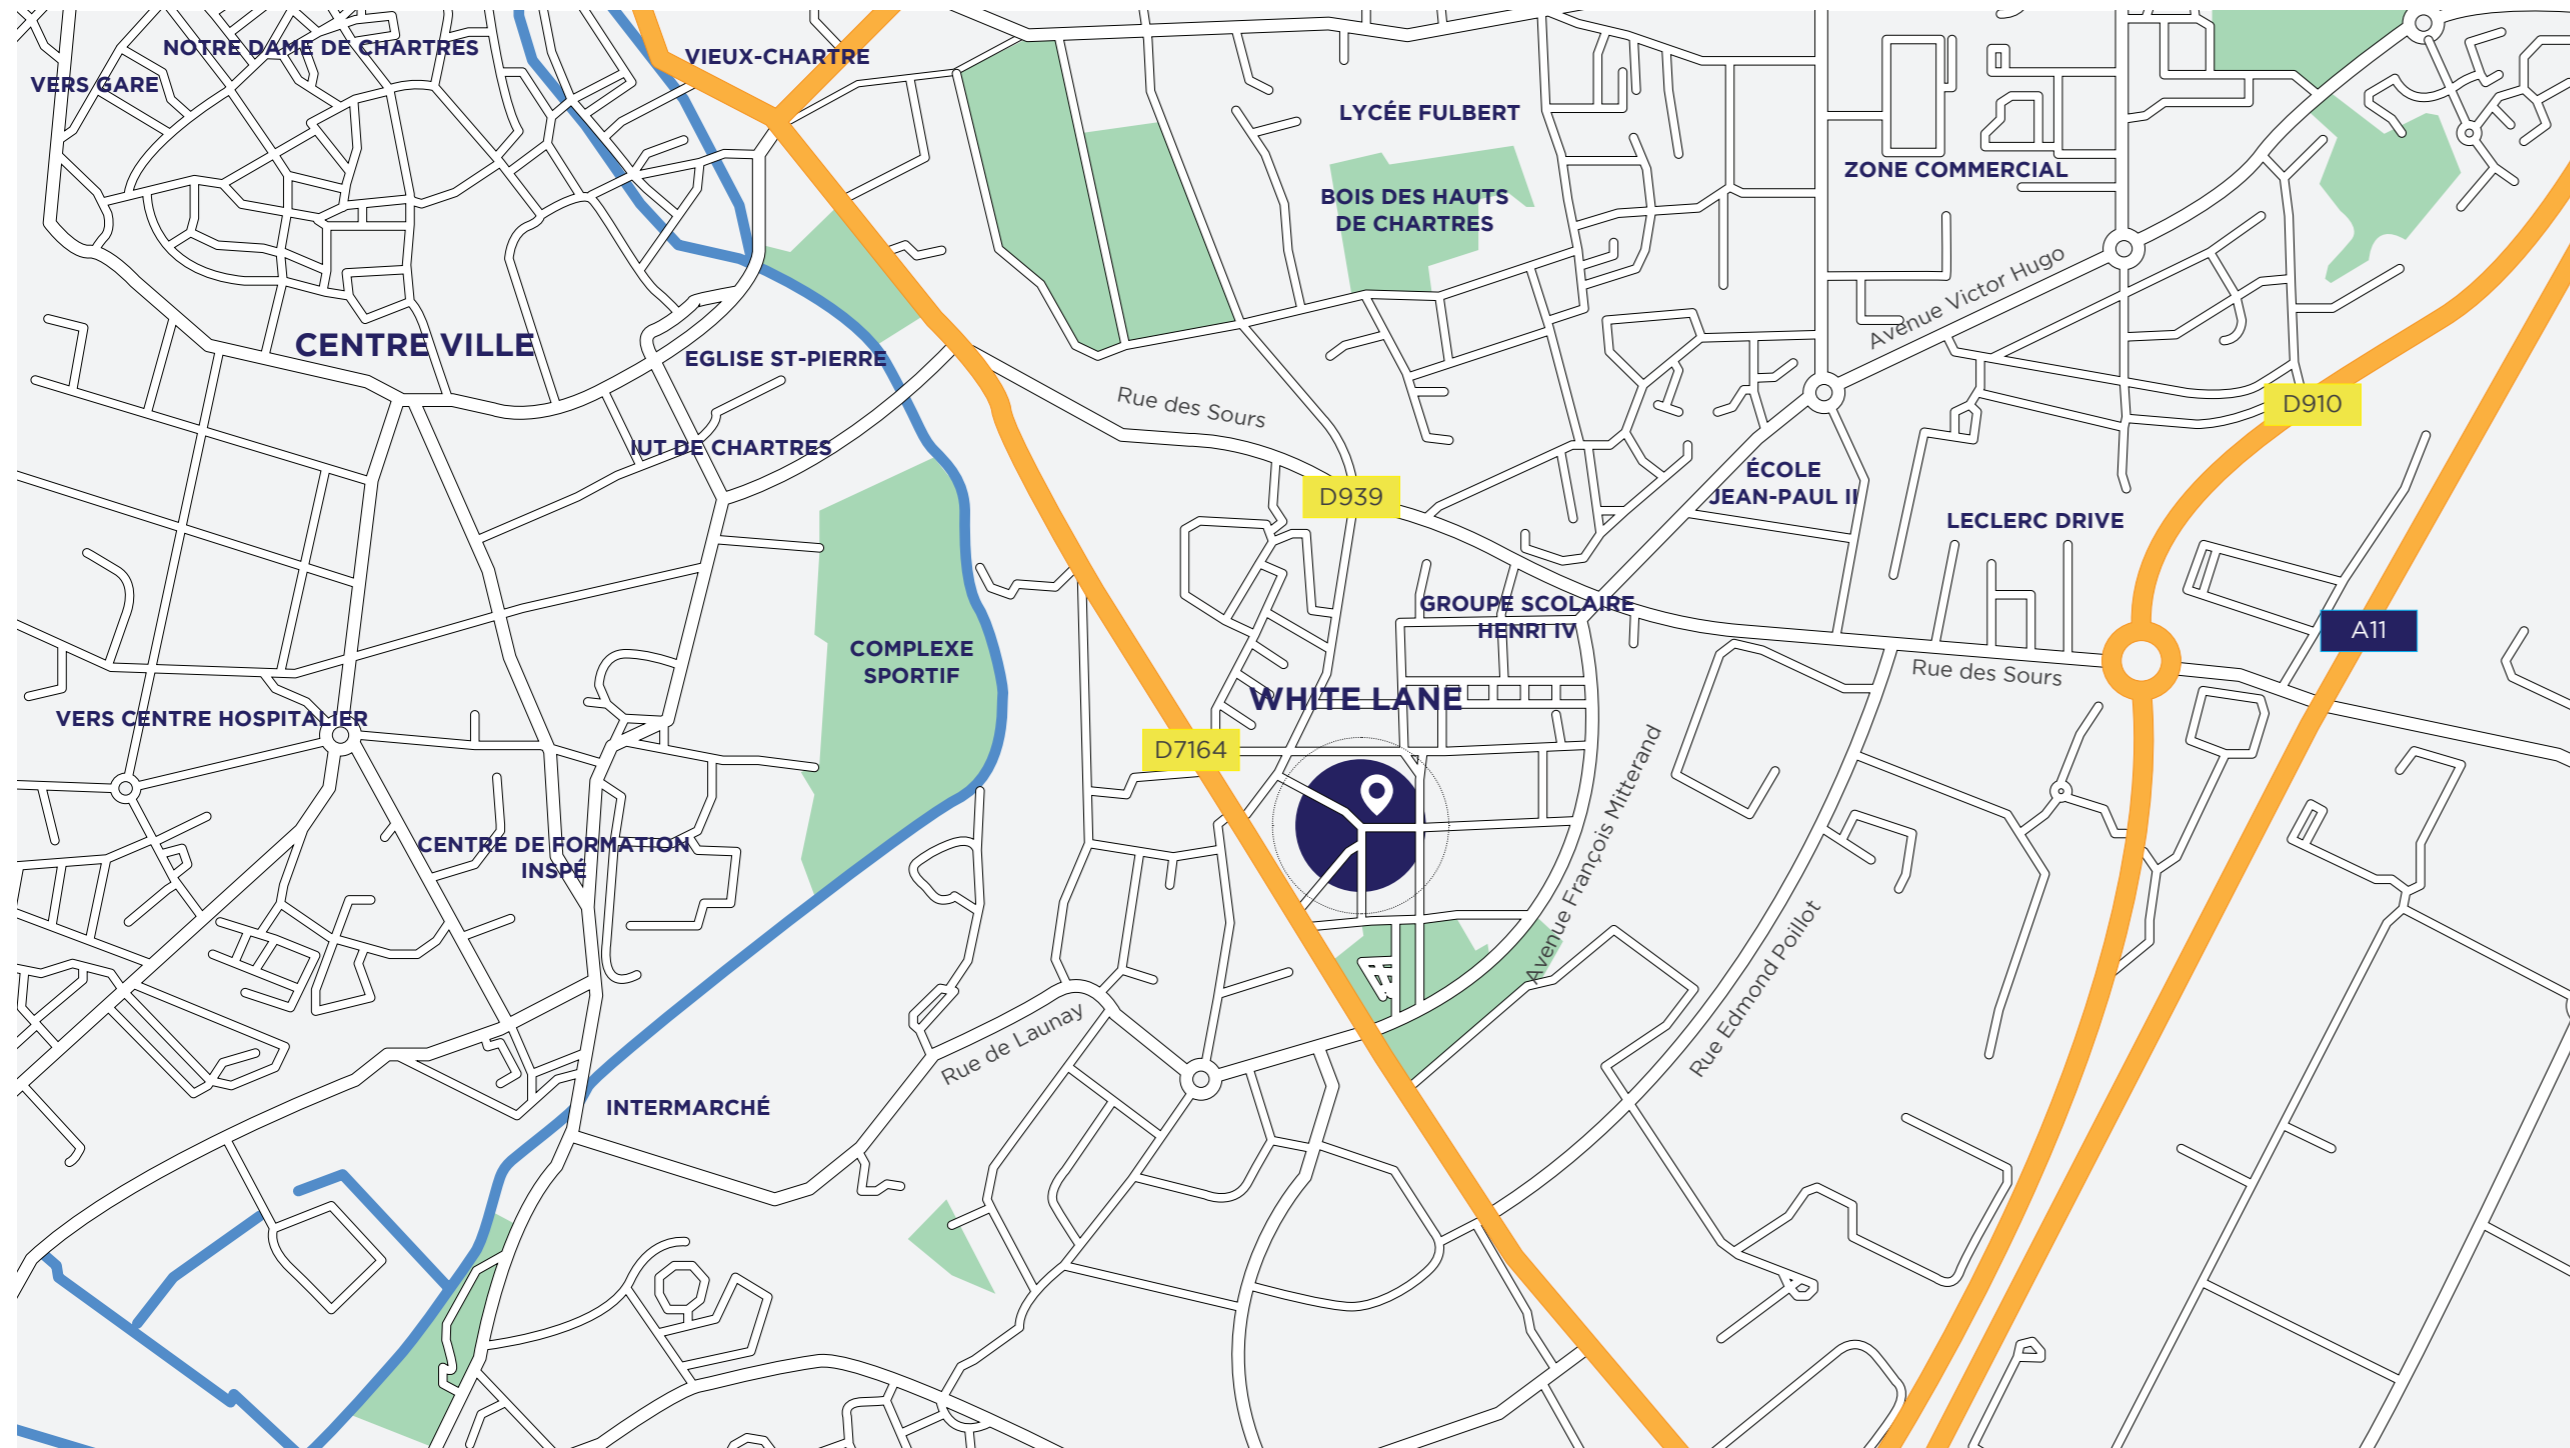 NOTRE DAME DE CHARTRES
VIEUX-CHARTRE
VERS GARE
LYCÉE FULBERT
ZONE COMMERCIAL
BOIS DES HAUTS
DE CHARTRES
Avenue Victor Hugo
CENTRE VILLE
EGLISE ST-PIERRE
Rue des Sours
D910
IUT DE CHARTRES
ÉCOLE
JEAN-PAUL II
D939
LECLERC DRIVE
GROUPE SCOLAIRE
HENRI IV
A11
COMPLEXE
SPORTIF
Rue des Sours
WHITE LANE
VERS CENTRE HOSPITALIER
D7164
Avenue François Mitterand
CENTRE DE FORMATION
INSPÉ
Rue Edmond Poillot
Rue de Launay
INTERMARCHÉ